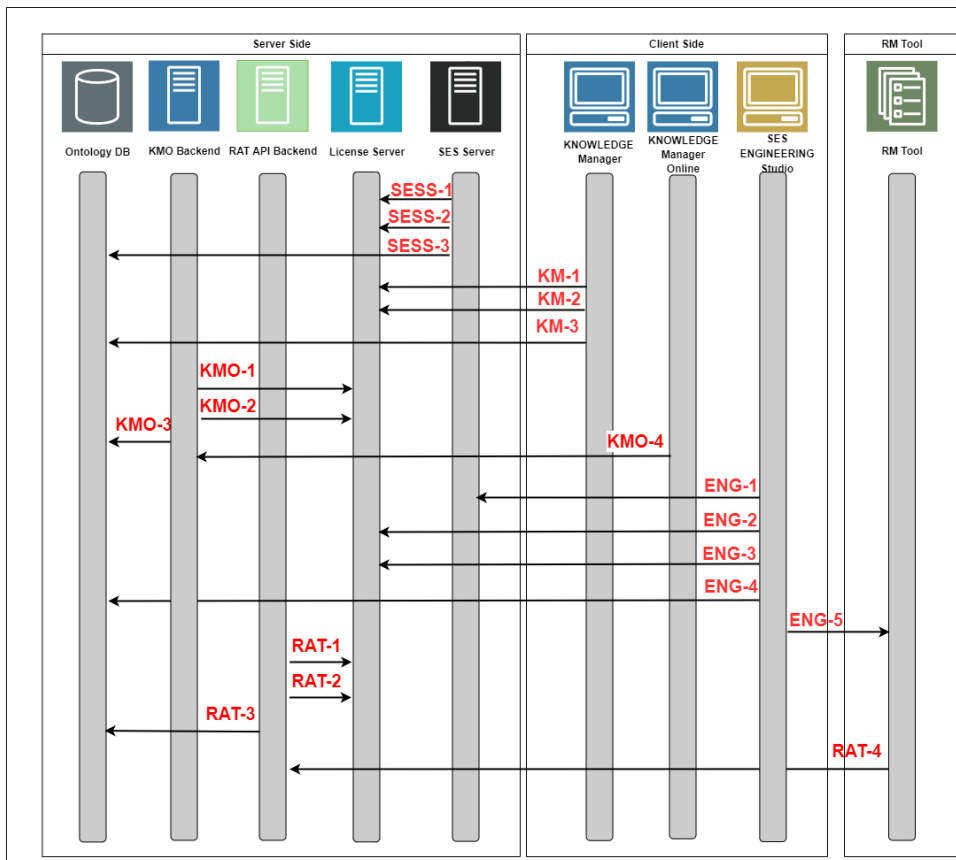 Server Side
Client Side
RM Tool
Ontology DB
KMO Backend
RAT API Backend
License Server
SES Server
KNOWLEDGE
Manager
KNOWLEDGE
Manager
Online
SES
ENGINEERING
Studio
RM Tool
SESS-1
SESS-2
SESS-3
KM-1
KM-2
KM-3
KMO-1
KMO-2
KMO-3
KMO-4
ENG-1
ENG-2
ENG-3
ENG-4
ENG-5
RAT-1
RAT-2
RAT-3
RAT-4